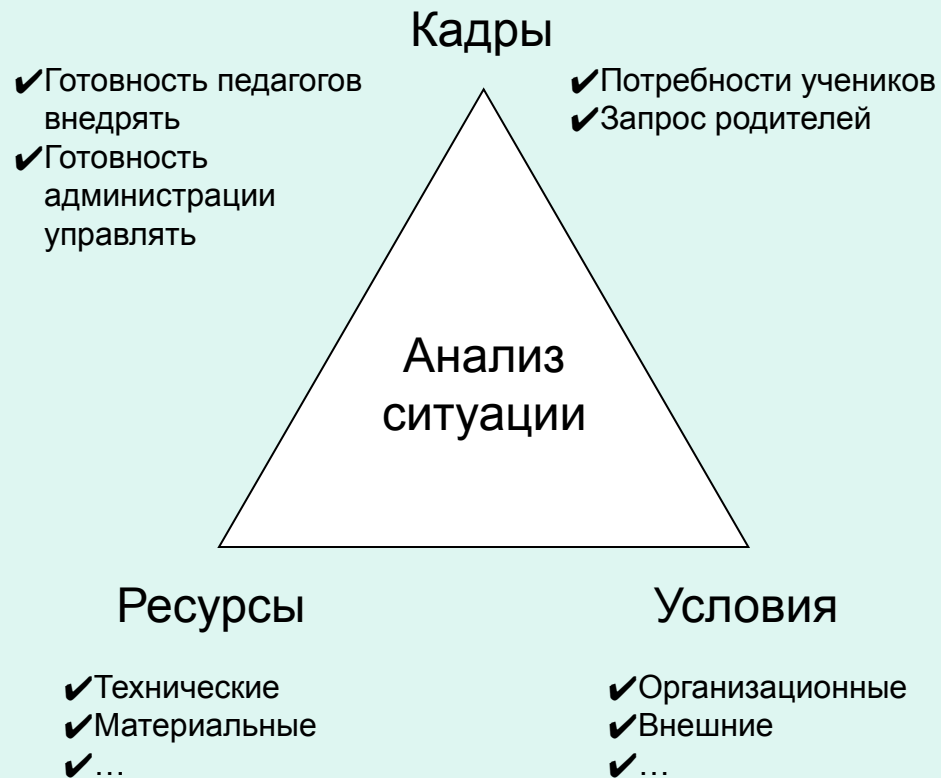 Кадры
✔Готовность педагогов
внедрять
✔Готовность
администрации
управлять
✔Потребности учеников
✔Запрос родителей
Анализ
ситуации
Ресурсы
✔Технические
✔Материальные
✔…
Условия
✔Организационные
✔Внешние
✔…